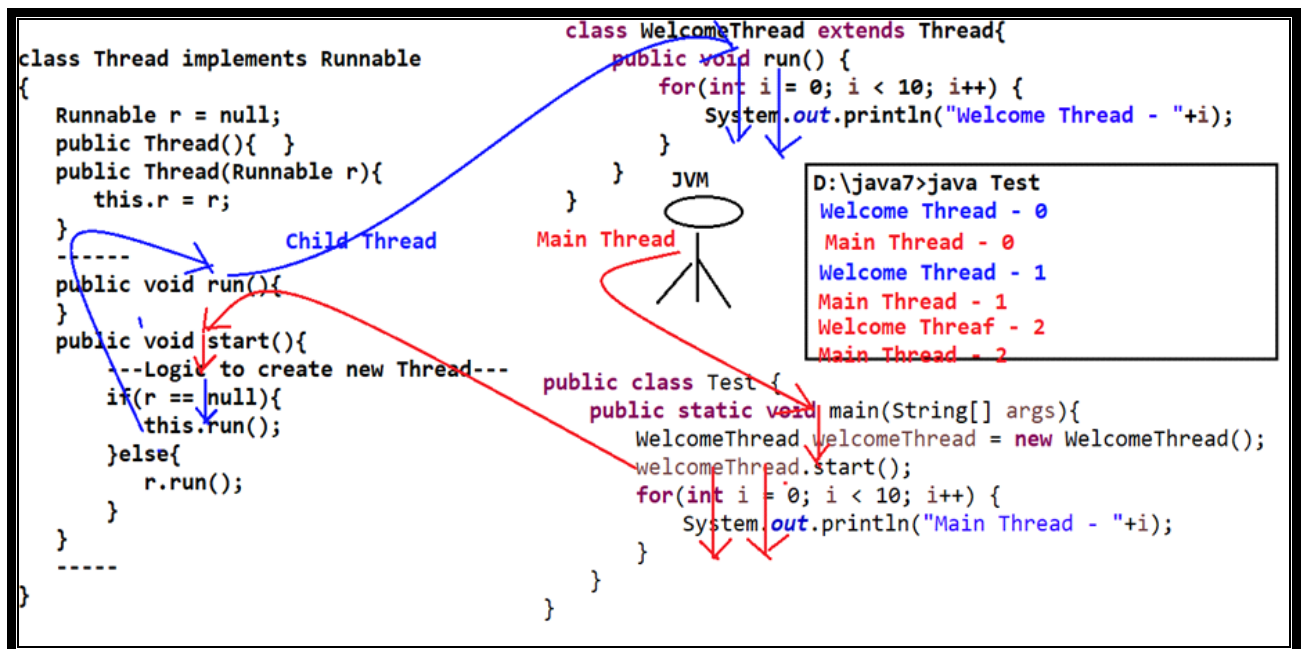 class Thread implements Runnable
{
Runnable r = null;
public Thread(){ }
public Thread(Runnable r){
this.r = r;
}
------
public void run(){
}
public void start(){
---Logic to create new Thread---
if(r == null){
this.run();
}else{
r.run();
}
}
-----
}
Child Thread
class WelcomeThread extends Thread{
public void run() {
for(int i = 0; i < 10; i++) {
System.out.println("Welcome Thread - "+i);
}
}
}
JVM
Main Thread
D:\java7>java Test
Welcome Thread - 0
Main Thread - 0
Welcome Thread - 1
Main Thread - 1
Welcome Threaf - 2
Main Thread - 2
public class Test {
public static void main(String[] args){
WelcomeThread welcomeThread = new WelcomeThread();
welcomeThread.start();
for(int i = 0; i < 10; i++) {
System.out.println("Main Thread - "+i);
}
}
}